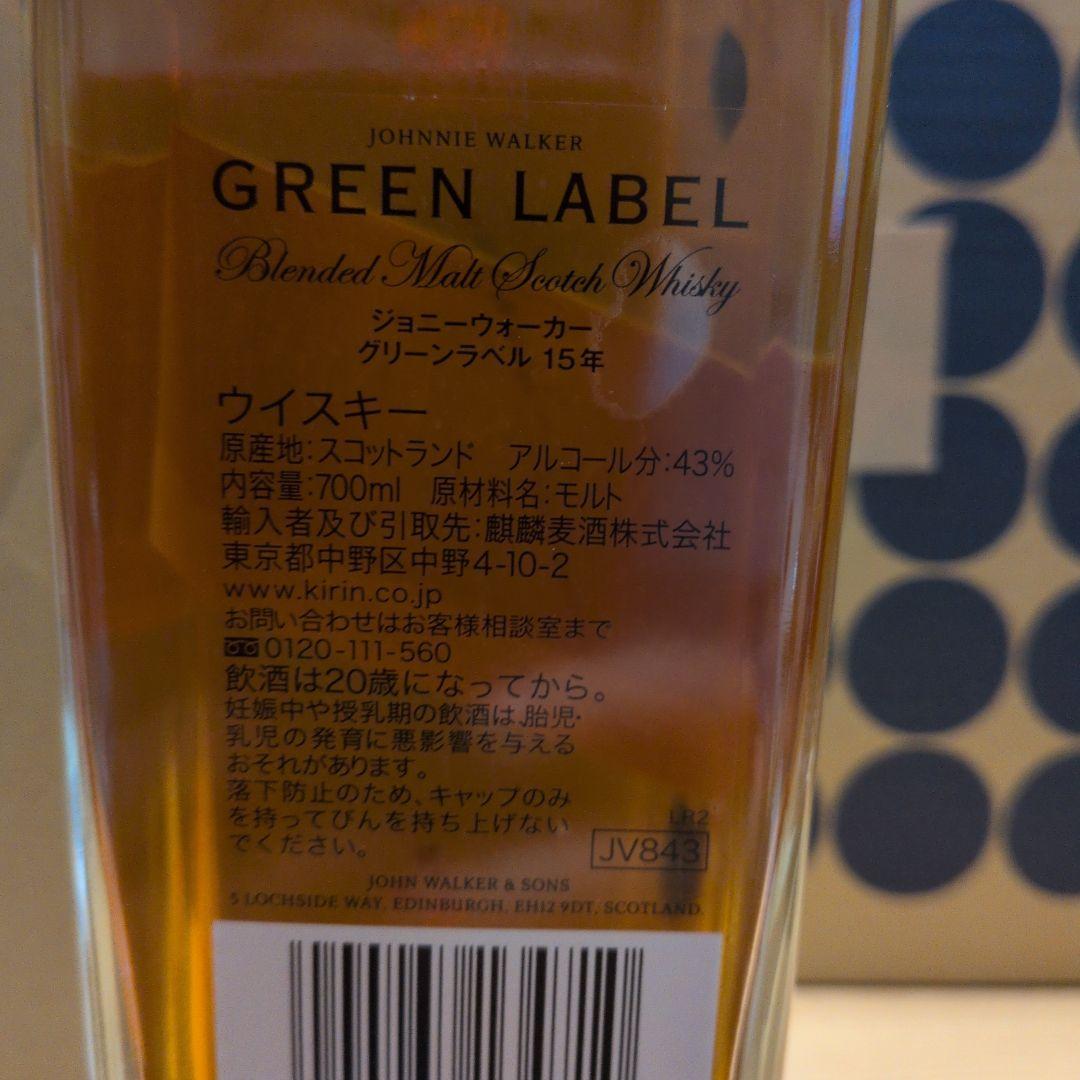 JOHNNIE WALKER
GREEN LABEL
Blended Malt Scotch Whisky
ジョニーウォーカー
グリーンラベル 15年
ウイスキー
原産地:スコットランド アルコール分:43%
内容量:700ml 原材料名:モルト
輸入者及び引取先:麒麟麦酒株式会社
東京都中野区中野4-10-2
www.kirin.co.jp
お問い合わせはお客様相談室まで
0120-111-560
飲酒は20歳になってから。
妊娠中や授乳期の飲酒は、胎児・
乳児の発育に悪影響を与える
おそれがあります。
落下防止のため、キャップのみ
を持ってびんを持ち上げない
でください。
LR2
JV843
JOHN WALKER & SONS
5 LOCHSIDE WAY, EDINBURGH, EH12 9DT, SCOTLAND.